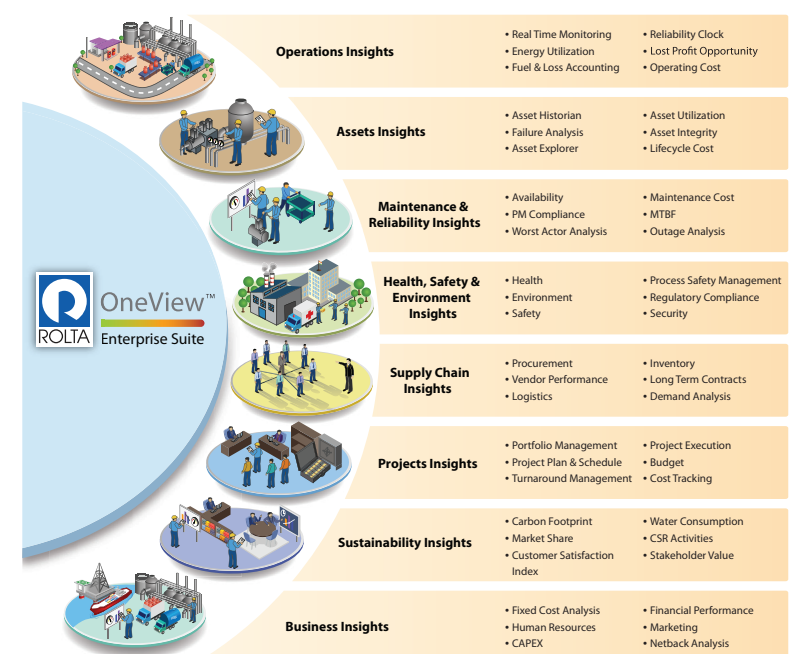 ROLTA
OneView™
Enterprise Suite
Operations Insights
• Real Time Monitoring
• Energy Utilization
• Fuel & Loss Accounting
• Reliability Clock
• Lost Profit Opportunity
• Operating Cost
Assets Insights
• Asset Historian
• Failure Analysis
• Asset Explorer
• Asset Utilization
• Asset Integrity
• Lifecycle Cost
Maintenance &
Reliability Insights
• Availability
• PM Compliance
• Worst Actor Analysis
• Maintenance Cost
• MTBF
• Outage Analysis
Health, Safety &
Environment
Insights
• Health
• Environment
• Safety
• Process Safety Management
• Regulatory Compliance
• Security
Supply Chain
Insights
• Procurement
• Vendor Performance
• Logistics
• Inventory
• Long Term Contracts
• Demand Analysis
Projects Insights
• Portfolio Management
• Project Plan & Schedule
• Turnaround Management
• Project Execution
• Budget
• Cost Tracking
Sustainability Insights
• Carbon Footprint
• Market Share
• Customer Satisfaction
Index
• Water Consumption
• CSR Activities
• Stakeholder Value
Business Insights
• Fixed Cost Analysis
• Human Resources
• CAPEX
• Financial Performance
• Marketing
• Netback Analysis